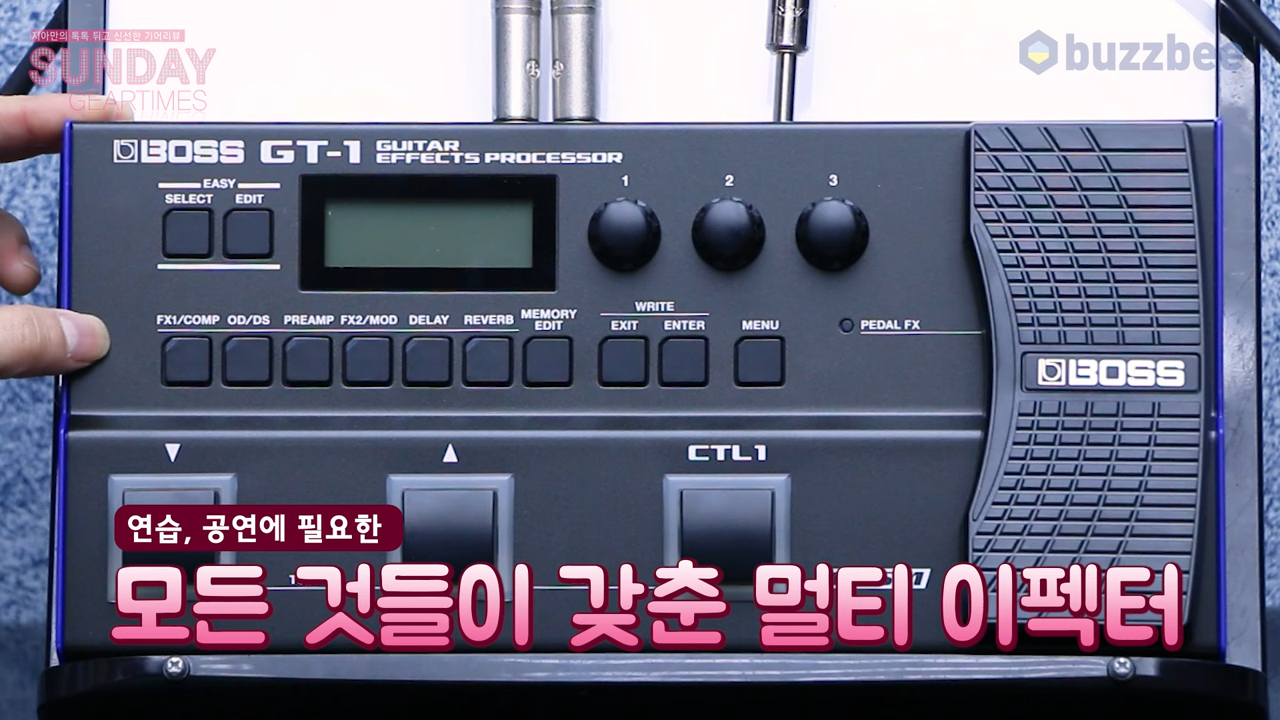 지아만의 톡톡 튀고 신선한 기어리뷰
SUNDAY
GEARTIMES
buzzbee
BOSS GT-1 GUITAR EFFECTS PROCESSOR
EASY
SELECT EDIT
1 2 3
FX1/COMP OD/DS PREAMP FX2/MOD DELAY REVERB MEMORY EDIT
WRITE
EXIT ENTER
MENU
PEDAL FX
BOSS
▼ ▲ CTL1
연습, 공연에 필요한
모든 것들이 갖춘 멀티 이펙터